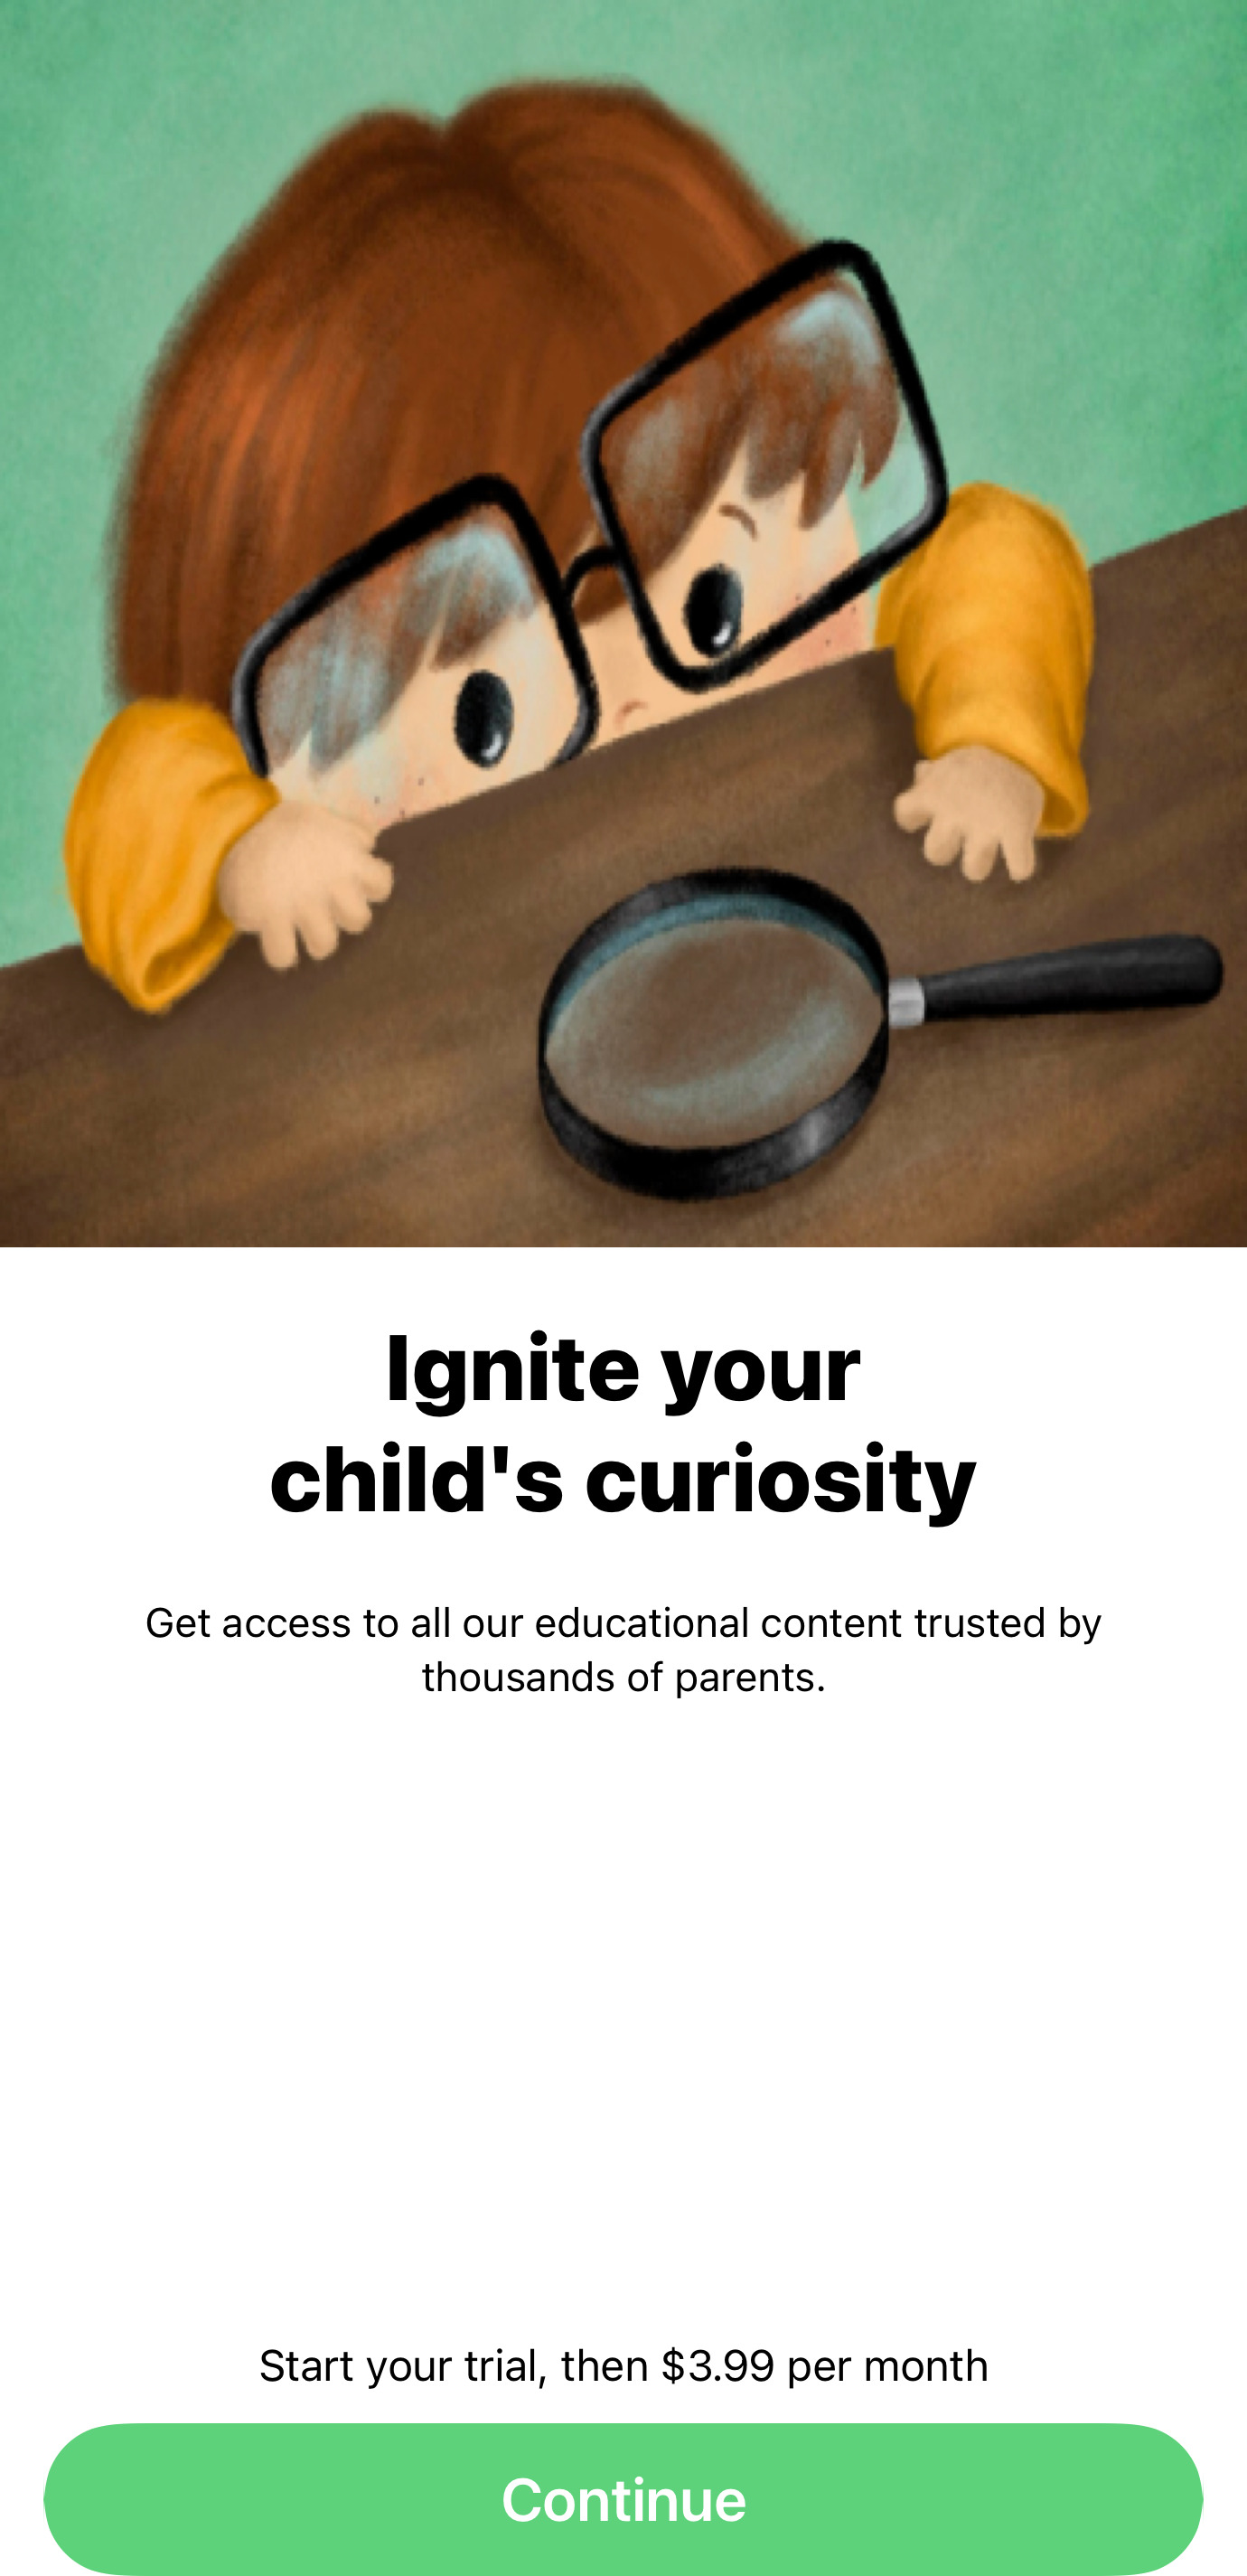 Ignite your
child's curiosity
Get access to all our educational content trusted by
thousands of parents.
Start your trial, then $3.99 per month
Continue